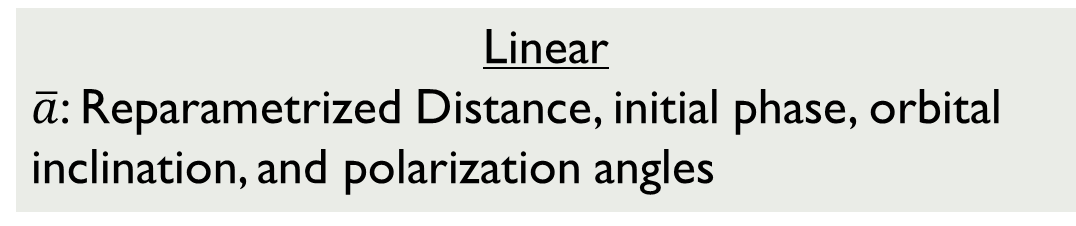 Linear
a̅: Reparametrized Distance, initial phase, orbital
inclination, and polarization angles